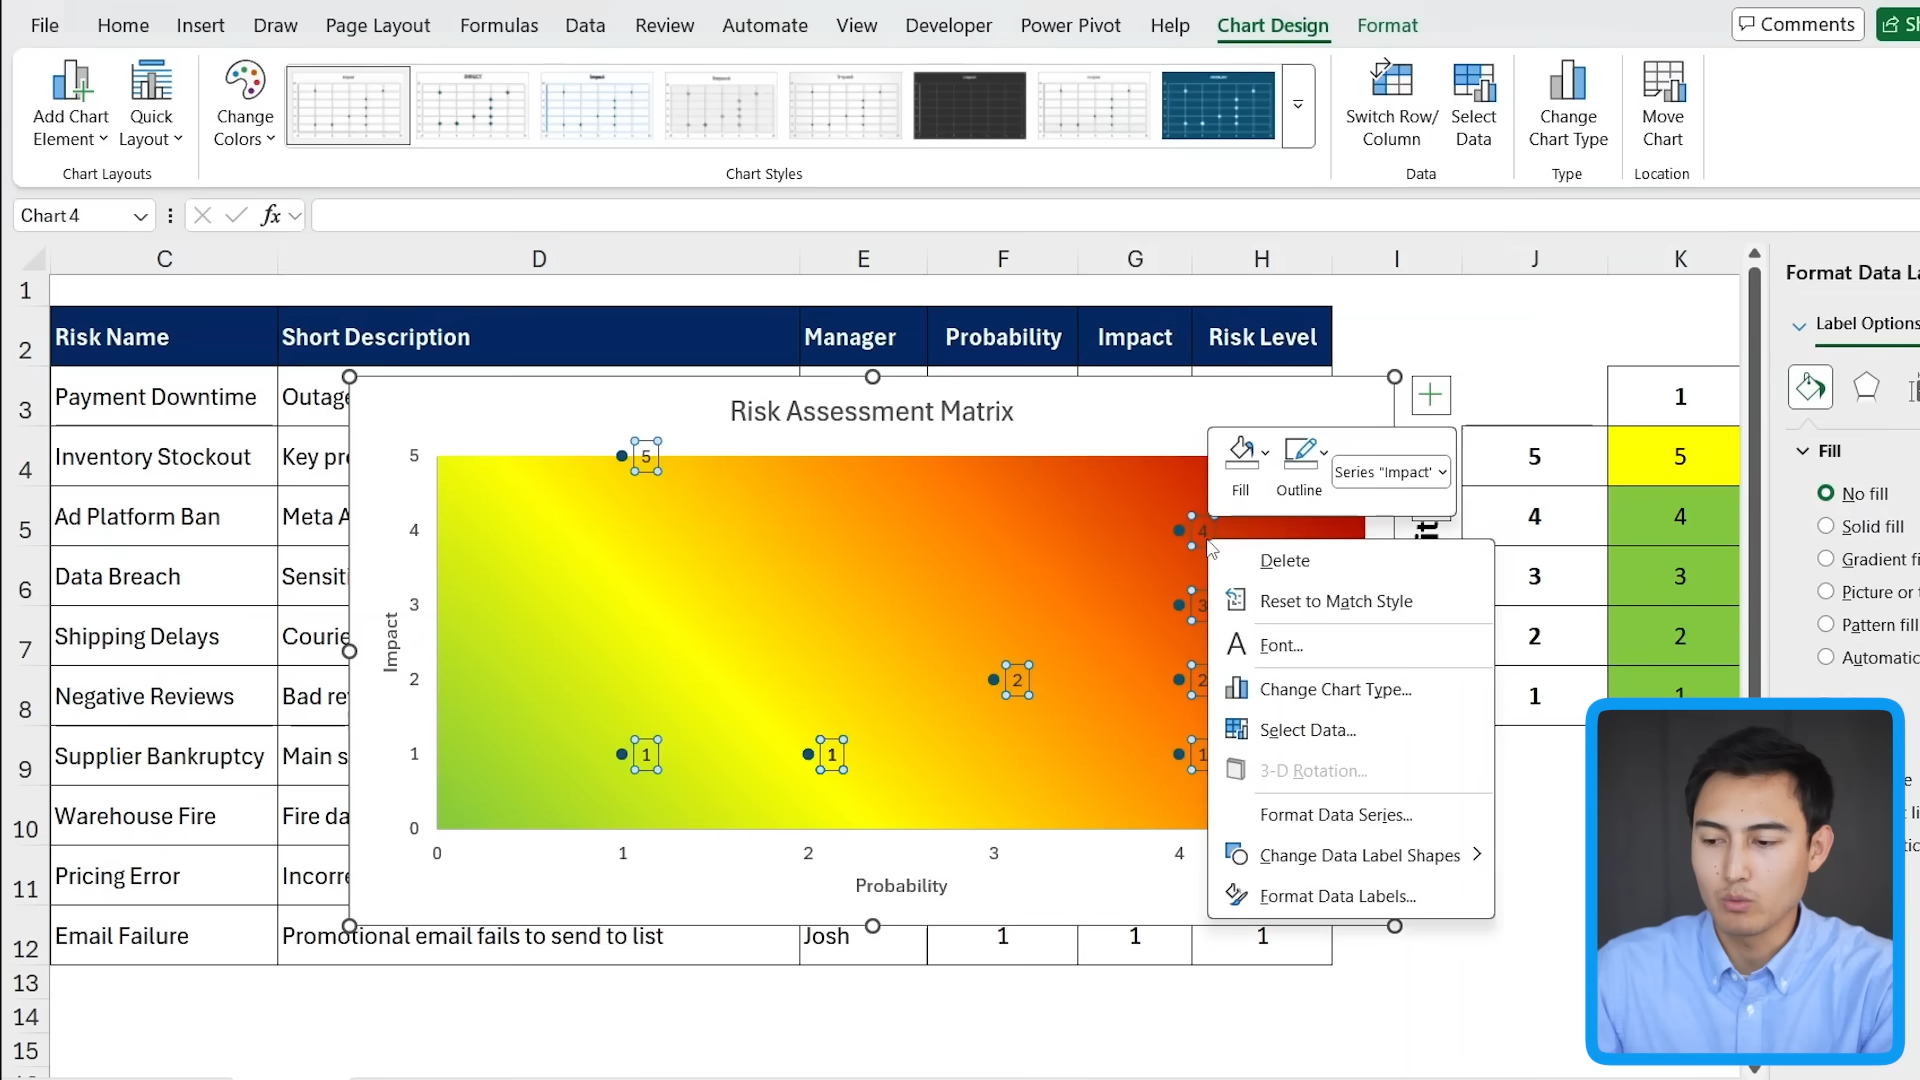 File Home Insert Draw Page Layout Formulas Data Review Automate View Developer Power Pivot Help Chart Design Format Comments
Add Chart Element
Quick Layout
Change Colors
Switch Row/ Column
Select Data
Change Chart Type
Move Chart
Chart Layouts Chart Styles Data Type Location
Chart 4 fx
C D E F G H I J K
1
2 Risk Name Short Description Manager Probability Impact Risk Level
3 Payment Downtime Outage 1
4 Inventory Stockout Key pr 5 5
5 Ad Platform Ban Meta A 4 4
6 Data Breach Sensiti 3 3
7 Shipping Delays Courie 2 2
8 Negative Reviews Bad re 1 1
9 Supplier Bankruptcy Main s
10 Warehouse Fire Fire da
11 Pricing Error Incorre
12 Email Failure Promotional email fails to send to list Josh 1 1 1
13
14
15
Risk Assessment Matrix
5 5
4 4
3 3
2 2 2
1 1 1 1
0
0 1 2 3 4
Impact
Probability
Fill Outline Series "Impact'
Delete
Reset to Match Style
Font...
Change Chart Type...
Select Data...
3-D Rotation...
Format Data Series...
Change Data Label Shapes
Format Data Labels...
Format Data La
Label Options
Fill
No fill
Solid fill
Gradient fi
Picture or t
Pattern fill
Automatic